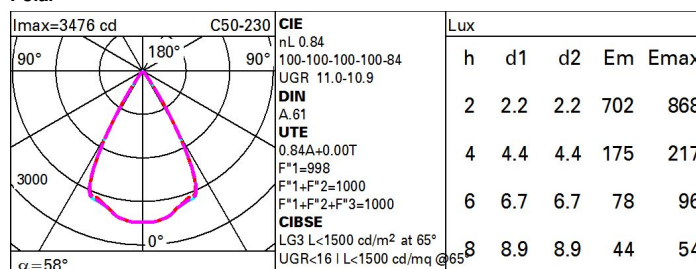 Imax=3476 cd C50-230
90° 180° 90°
3000
0°
α=58°
CIE
nL 0.84
100-100-100-100-84
UGR 11.0-10.9
DIN
A.61
UTE
0.84A+0.00T
F"1=998
F"1+F"2=1000
F"1+F"2+F"3=1000
CIBSE
LG3 L<1500 cd/m² at 65°
UGR<16 | L<1500 cd/mq @65°
Lux
h d1 d2 Em Emax
2 2.2 2.2 702 868
4 4.4 4.4 175 217
6 6.7 6.7 78 96
8 8.9 8.9 44 54